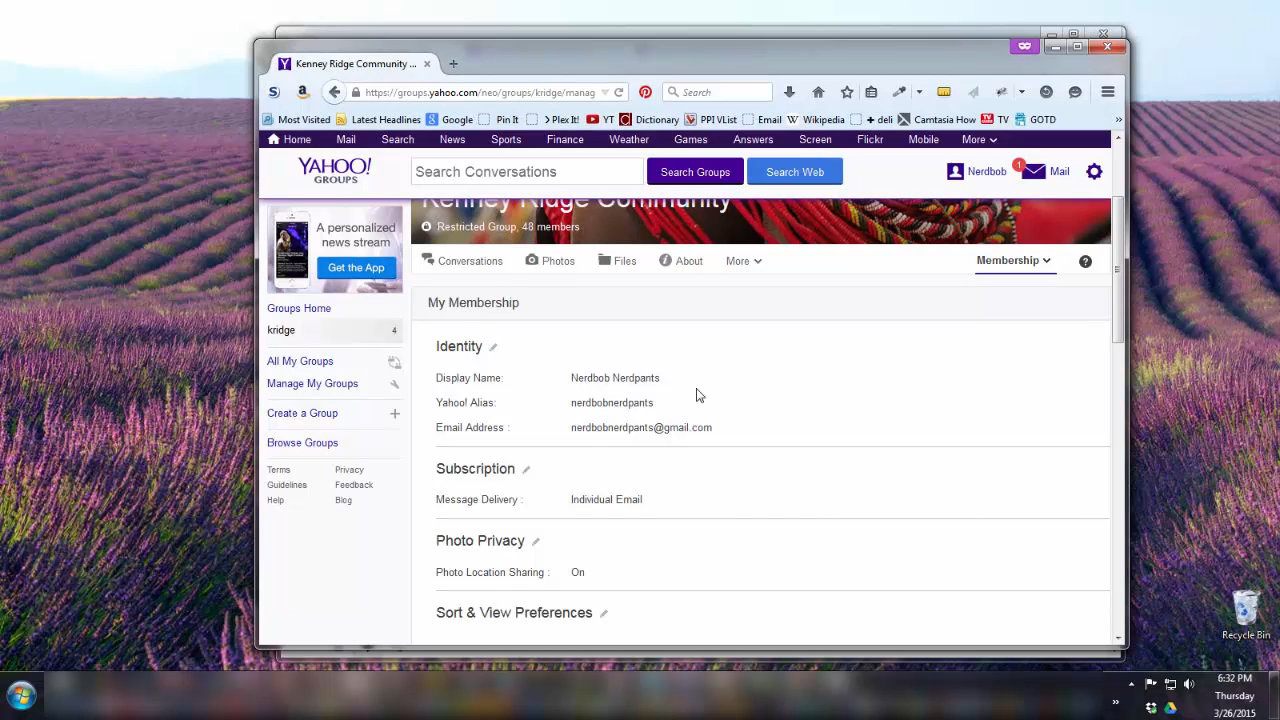 Kenney Ridge Community ...
https://groups.yahoo.com/neo/groups/kridge/manag
Search
Most Visited
Latest Headlines
Google
Pin It
> Plex It!
YT
Dictionary
PPI VList
Email
Wikipedia
+ deli
Camtasia How
TV
GOTD
»
Home
Mail
Search
News
Sports
Finance
Weather
Games
Answers
Screen
Flickr
Mobile
More
YAHOO!
GROUPS
Search Conversations
Search Groups
Search Web
Nerdbob
1
Mail
A personalized
news stream
Get the App
Kenney Ridge Community
Restricted Group, 48 members
Conversations
Photos
Files
About
More
Membership
?
Groups Home
kridge
4
All My Groups
Manage My Groups
Create a Group
Browse Groups
Terms
Privacy
Guidelines
Feedback
Help
Blog
My Membership
Identity
Display Name:
Nerdbob Nerdpants
Yahoo! Alias:
nerdbobnerdpants
Email Address :
nerdbobnerdpants@gmail.com
Subscription
Message Delivery :
Individual Email
Photo Privacy
Photo Location Sharing :
On
Sort & View Preferences
Recycle Bin
»
6:32 PM
Thursday
3/26/2015